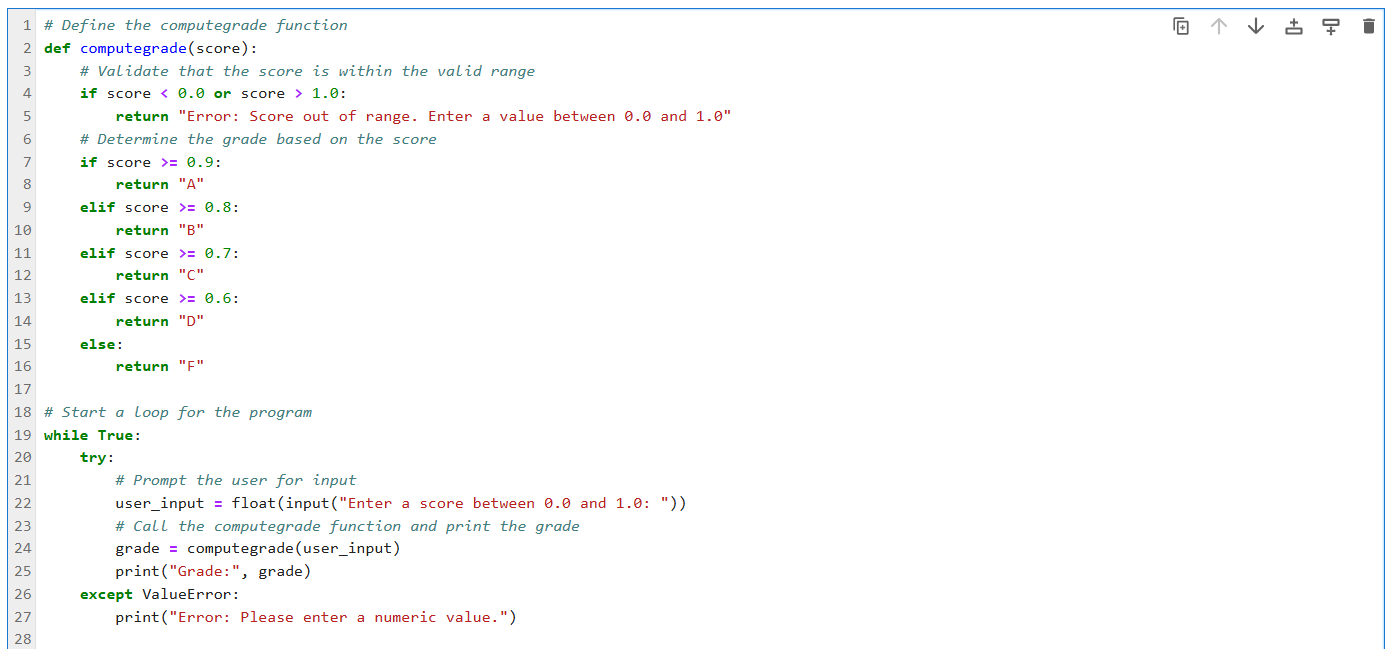 1 # Define the computegrade function
2 def computegrade(score):
3     # Validate that the score is within the valid range
4     if score < 0.0 or score > 1.0:
5         return "Error: Score out of range. Enter a value between 0.0 and 1.0"
6     # Determine the grade based on the score
7     if score >= 0.9:
8         return "A"
9     elif score >= 0.8:
10         return "B"
11     elif score >= 0.7:
12         return "C"
13     elif score >= 0.6:
14         return "D"
15     else:
16         return "F"
17
18 # Start a loop for the program
19 while True:
20     try:
21         # Prompt the user for input
22         user_input = float(input("Enter a score between 0.0 and 1.0: "))
23         # Call the computegrade function and print the grade
24         grade = computegrade(user_input)
25         print("Grade:", grade)
26     except ValueError:
27         print("Error: Please enter a numeric value.")
28